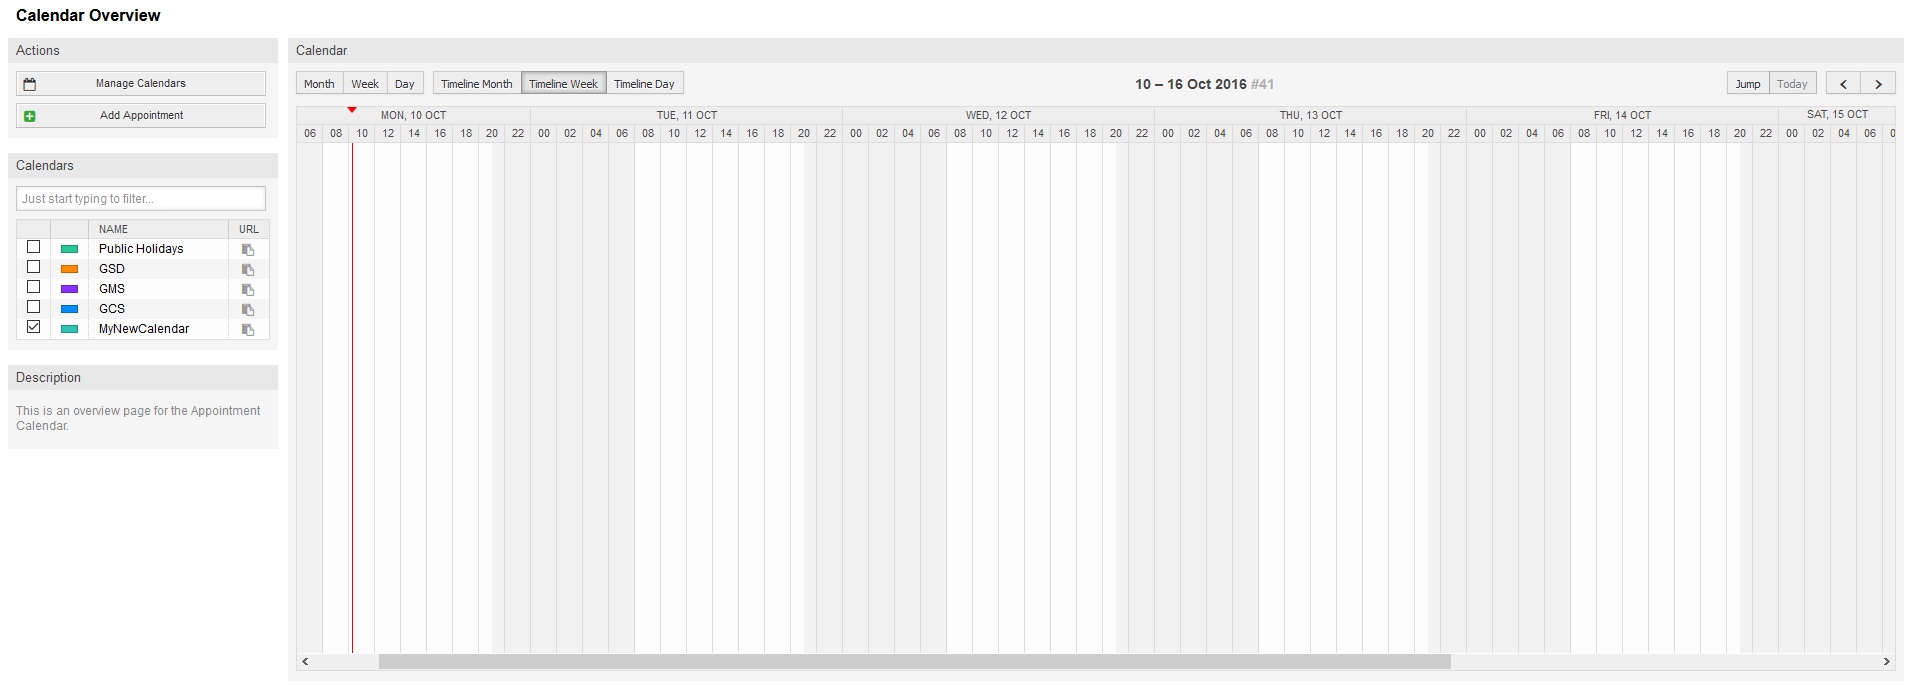 Calendar Overview
Actions
Manage Calendars
Add Appointment
Calendars
Just start typing to filter...
NAME URL
Public Holidays
GSD
GMS
GCS
MyNewCalendar
Description
This is an overview page for the Appointment
Calendar.
Calendar
Month Week Day Timeline Month Timeline Week Timeline Day 10 – 16 Oct 2016 #41 Jump Today
MON, 10 OCT TUE, 11 OCT WED, 12 OCT THU, 13 OCT FRI, 14 OCT SAT, 15 OCT
06 08 10 12 14 16 18 20 22 00 02 04 06 08 10 12 14 16 18 20 22 00 02 04 06 08 10 12 14 16 18 20 22 00 02 04 06 08 10 12 14 16 18 20 22 00 02 04 06 08 10 12 14 16 18 20 22 00 02 04 06